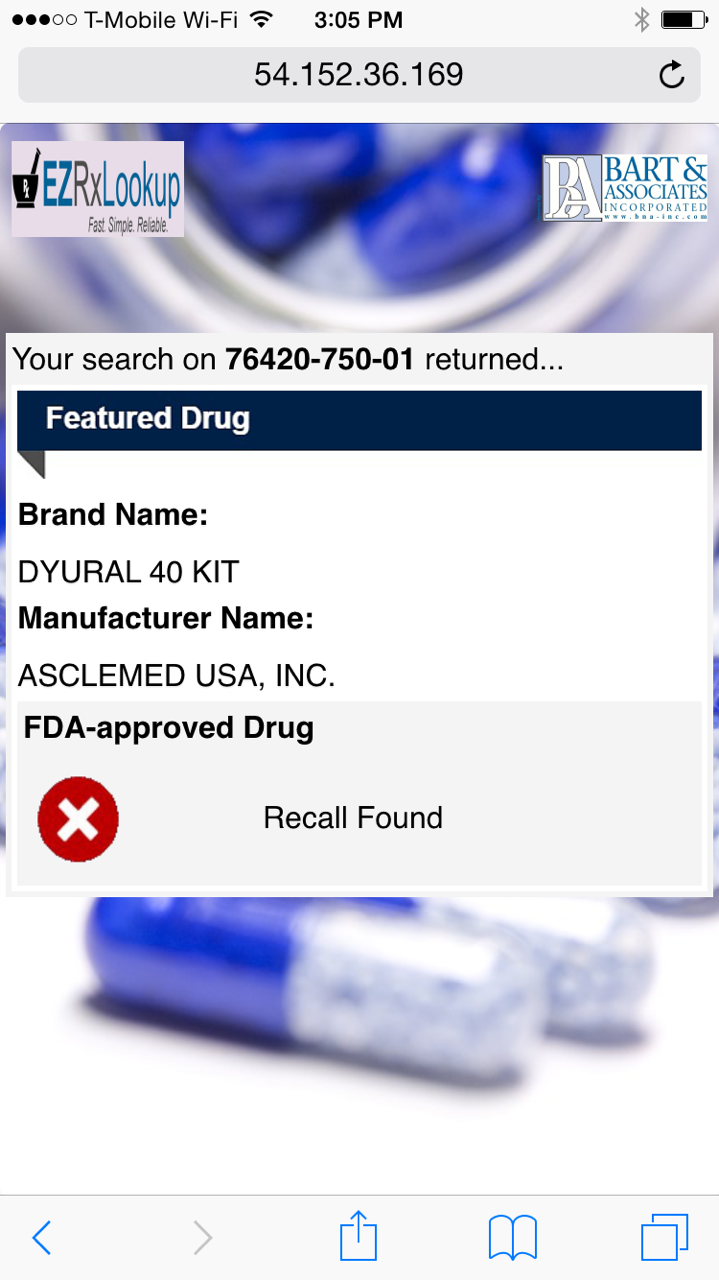 T-Mobile Wi-Fi 3:05 PM
54.152.36.169
EZRxLookup
Fast. Simple. Reliable.
BA
BART &
ASSOCIATES
INCORPORATED
www.bna-inc.com
Your search on 76420-750-01 returned...
Featured Drug
Brand Name:
DYURAL 40 KIT
Manufacturer Name:
ASCLEMED USA, INC.
FDA-approved Drug
Recall Found